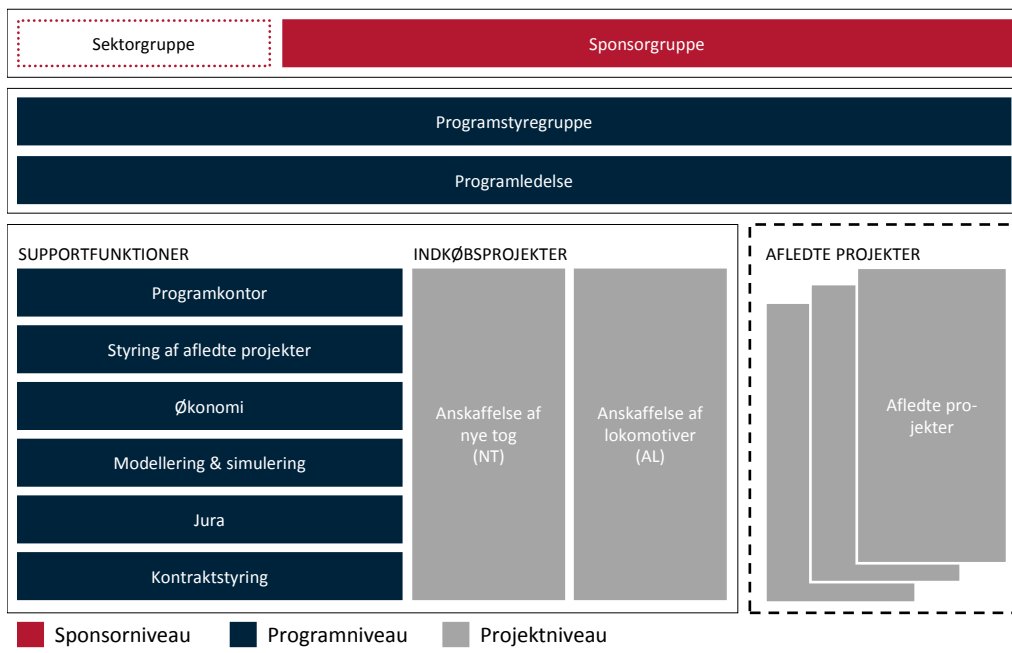 Sektorgruppe
Sponsorgruppe
Programstyregruppe
Programledelse
SUPPORTFUNKTIONER
Programkontor
Styring af afledte projekter
Økonomi
Modellering & simulering
Jura
Kontraktstyring
INDKØBSPROJEKTER
Anskaffelse af
nye tog
(NT)
Anskaffelse af
lokomotiver
(AL)
AFLEDTE PROJEKTER
Afledte pro-
jekter
Sponsorniveau
Programniveau
Projektniveau